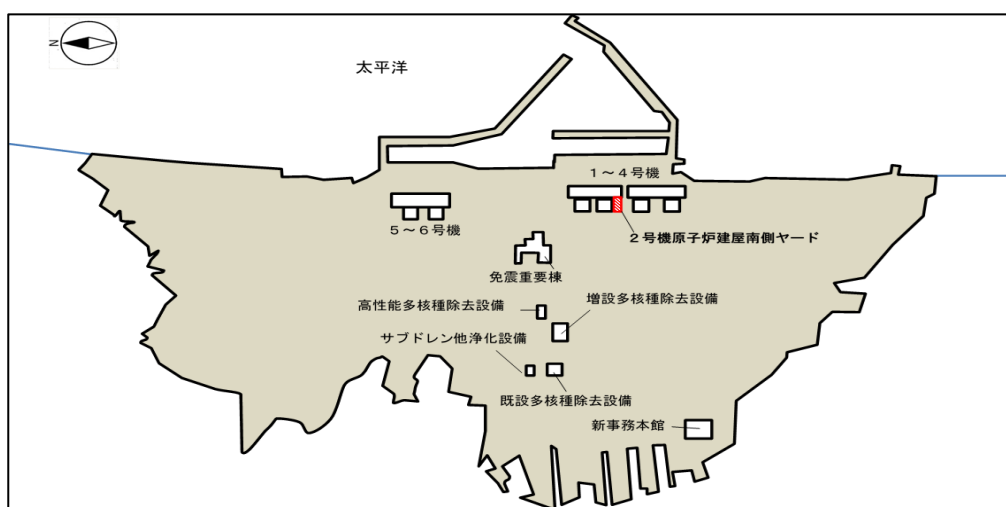 N
太平洋
1～4号機
5～6号機
2号機原子炉建屋南側ヤード
免震重要棟
高性能多核種除去設備
増設多核種除去設備
サブドレン他浄化設備
既設多核種除去設備
新事務本館